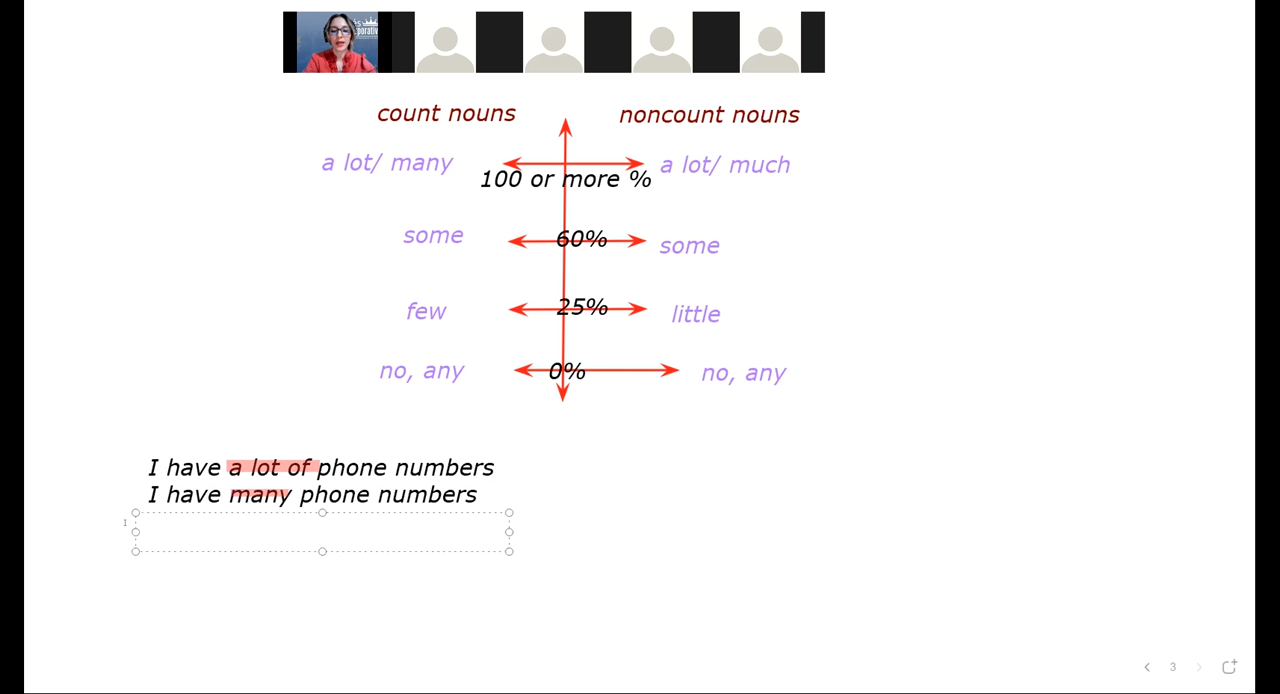 count nouns
noncount nouns
a lot/ many
a lot/ much
100 or more %
some
60%
some
few
25%
little
no, any
0%
no, any
I have a lot of phone numbers
I have many phone numbers
3